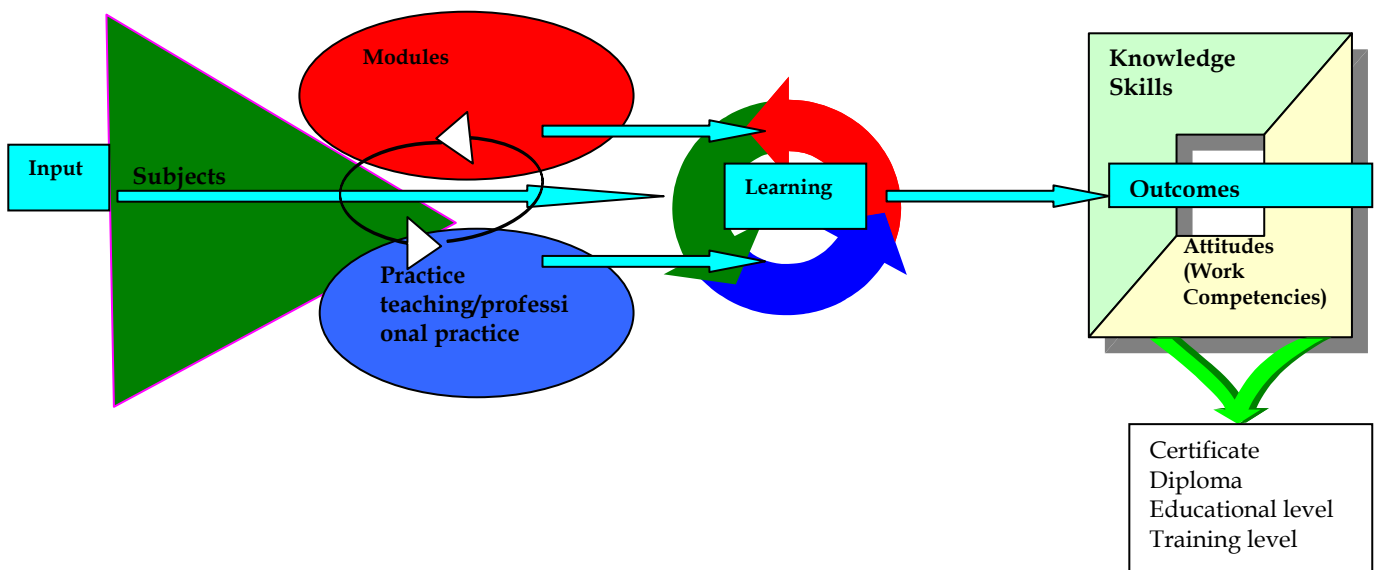 Input
Subjects
Modules
Practice
teaching/professi
onal practice
Learning
Knowledge
Skills
Outcomes
Attitudes
(Work
Competencies)
Certificate
Diploma
Educational level
Training level